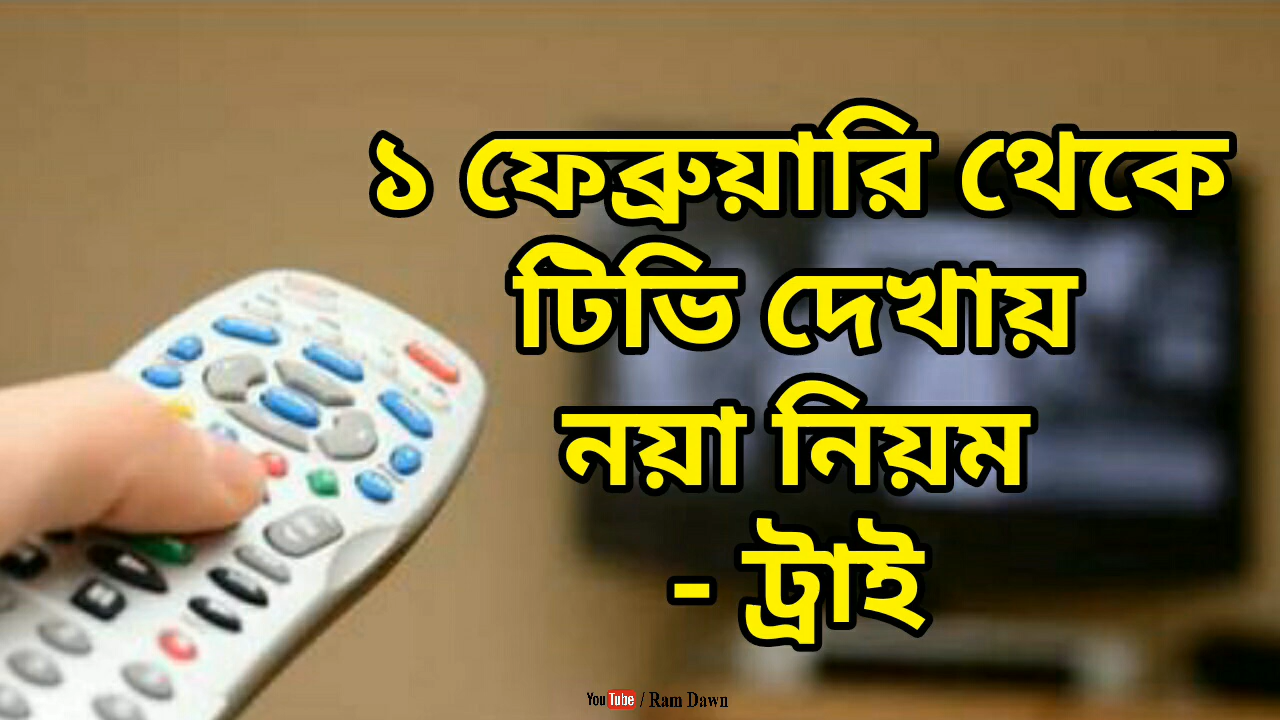 ১ ফেব্রুয়ারি থেকে
টিভি দেখায়
নয়া নিয়ম
- ট্রাই
YouTube / Ram Dawn